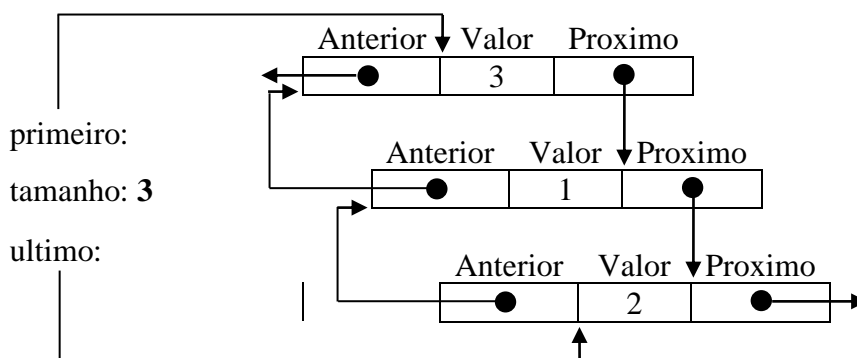 Anterior Valor Proximo
3
primeiro:
Anterior Valor Proximo
tamanho: 3
1
ultimo:
Anterior Valor Proximo
2